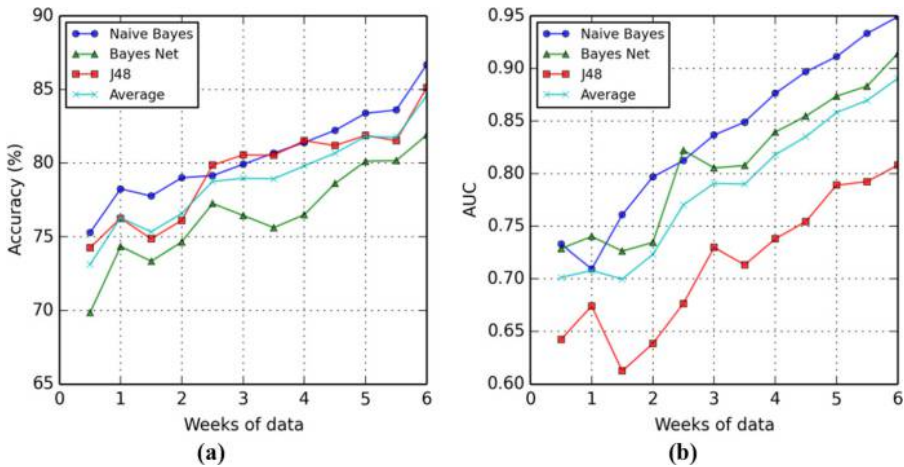 90
85
80
75
70
65
Accuracy (%)
Naive Bayes
Bayes Net
J48
Average
0 1 2 3 4 5 6
Weeks of data
(a)
0.95
0.90
0.85
0.80
0.75
0.70
0.65
0.60
AUC
Naive Bayes
Bayes Net
J48
Average
0 1 2 3 4 5 6
Weeks of data
(b)